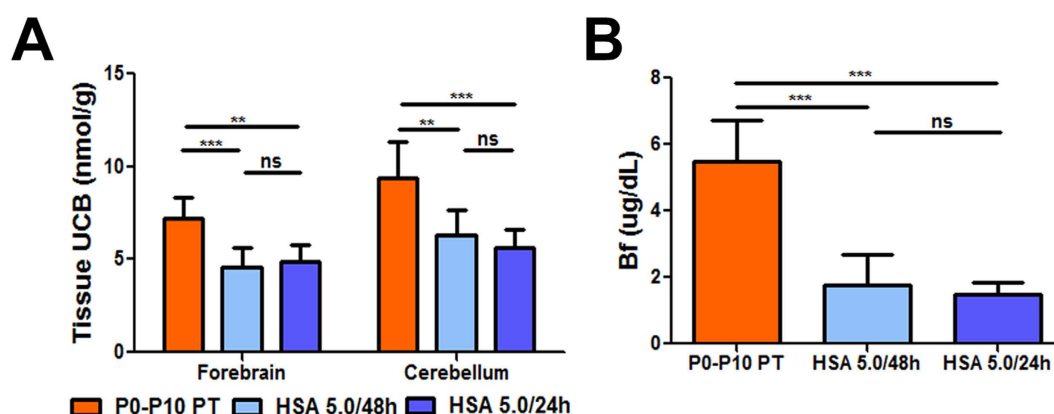 A
Tissue UCB (nmol/g)
15
10
5
0
**
***
ns
***
**
ns
Forebrain
Cerebellum
P0-P10 PT HSA 5.0/48h HSA 5.0/24h
B
Bf (ug/dL)
8
6
4
2
0
***
***
ns
P0-P10 PT HSA 5.0/48h HSA 5.0/24h